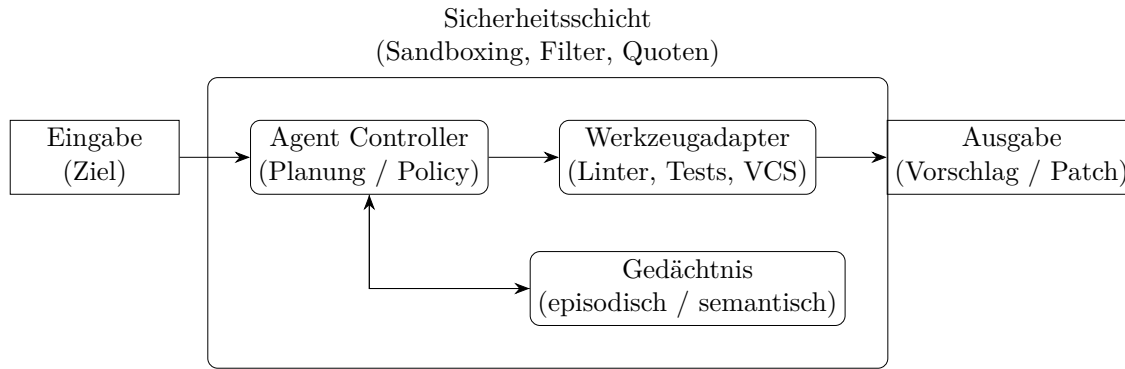 Sicherheitsschicht
(Sandboxing, Filter, Quoten)
Eingabe
(Ziel)
Agent Controller
(Planung / Policy)
Werkzeugadapter
(Linter, Tests, VCS)
Ausgabe
(Vorschlag / Patch)
Gedächtnis
(episodisch / semantisch)